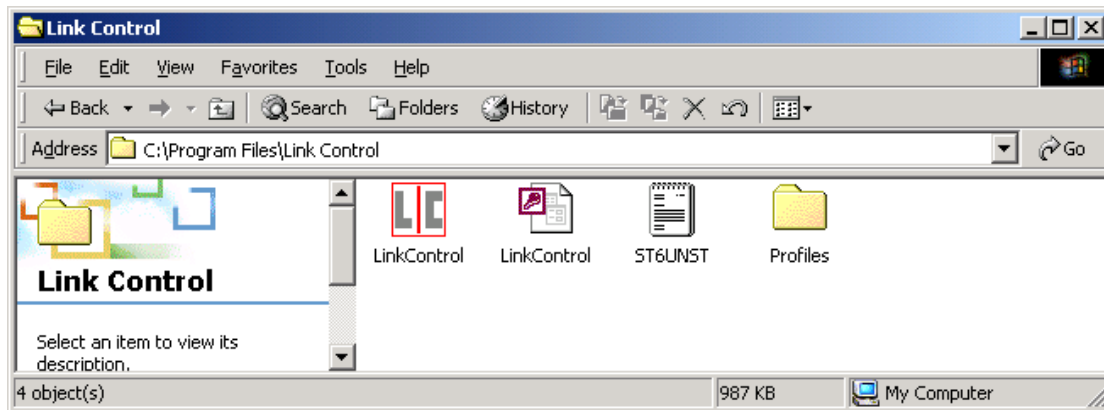 Link Control
File Edit View Favorites Tools Help
Back Search Folders History
Address C:\Program Files\Link Control Go
LC
LinkControl LinkControl ST6UNST Profiles
Link Control
Select an item to view its
description.
4 object(s) 987 KB My Computer